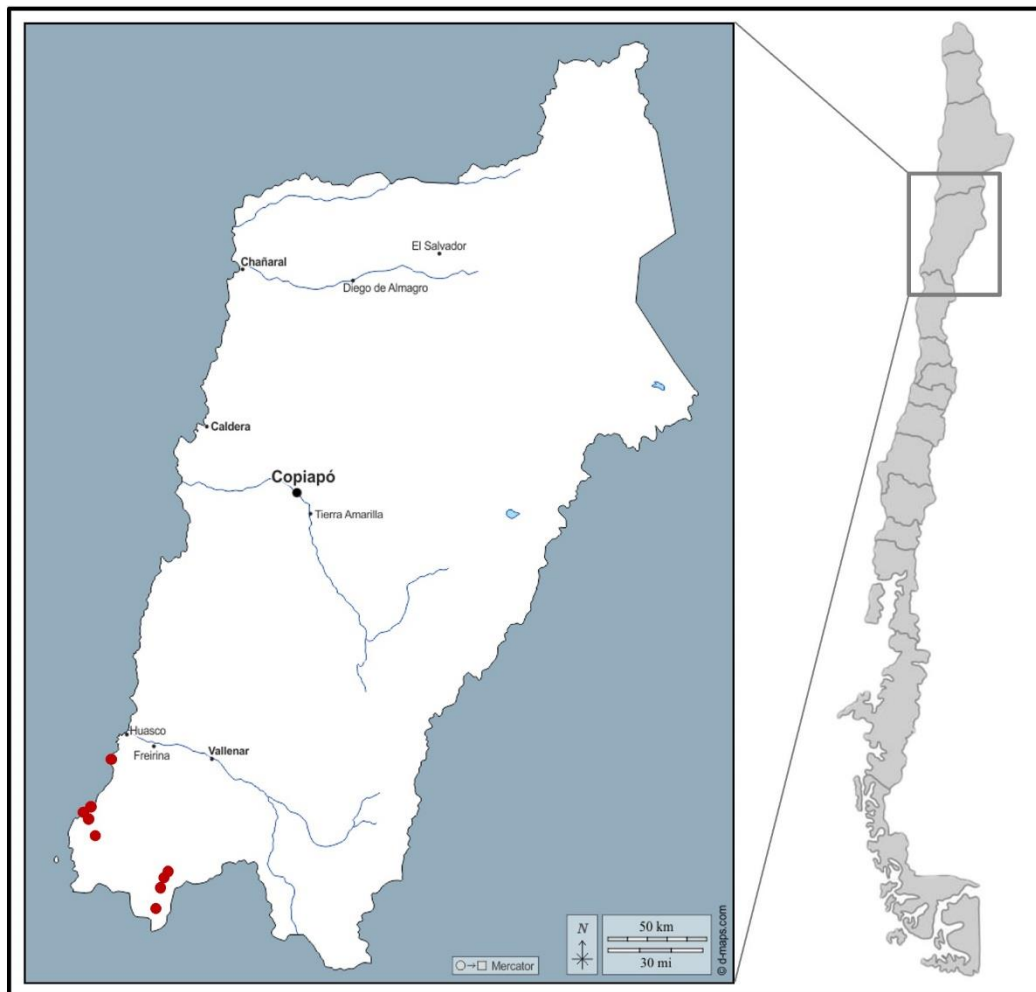 El Salvador
Chañaral
Diego de Almagro
Caldera
Copiapó
Tierra Amarilla
Huasco
Freirina
Vallenar
N
50 km
30 mi
Mercator
© d-maps.com